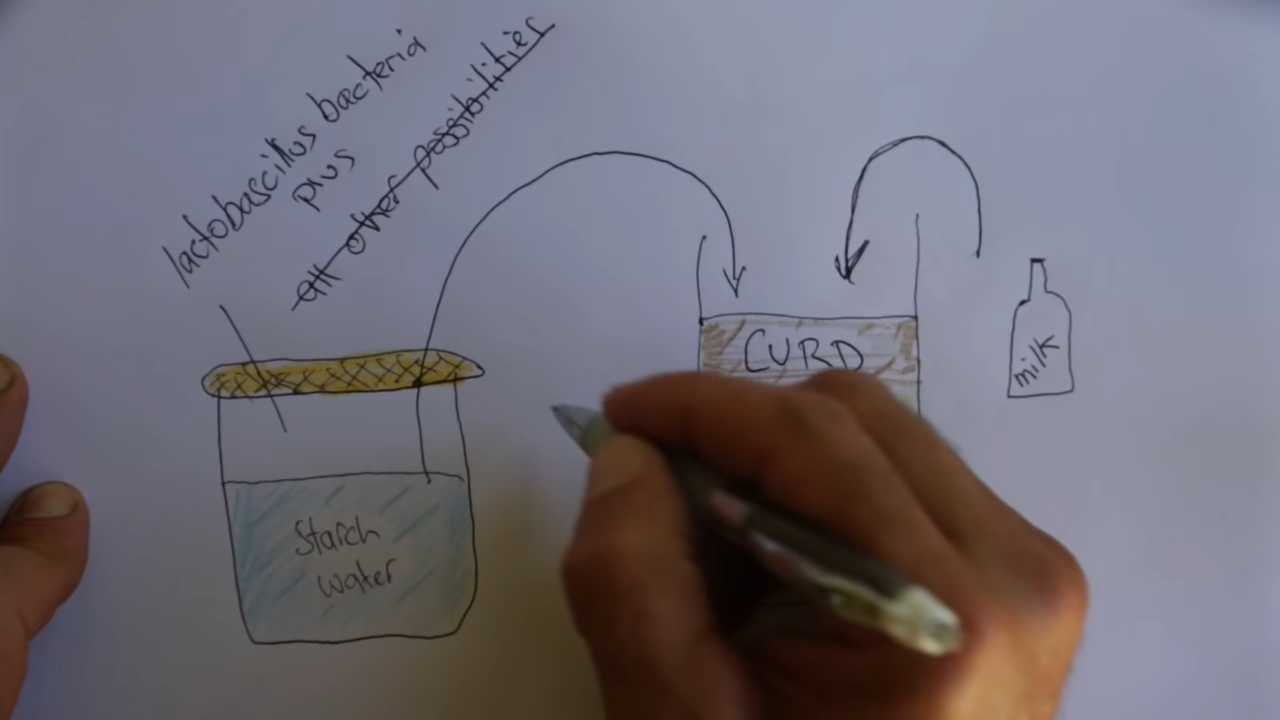 lactobascillus bacteria
plus
all other possibilities
CURD
milk
Starch
water